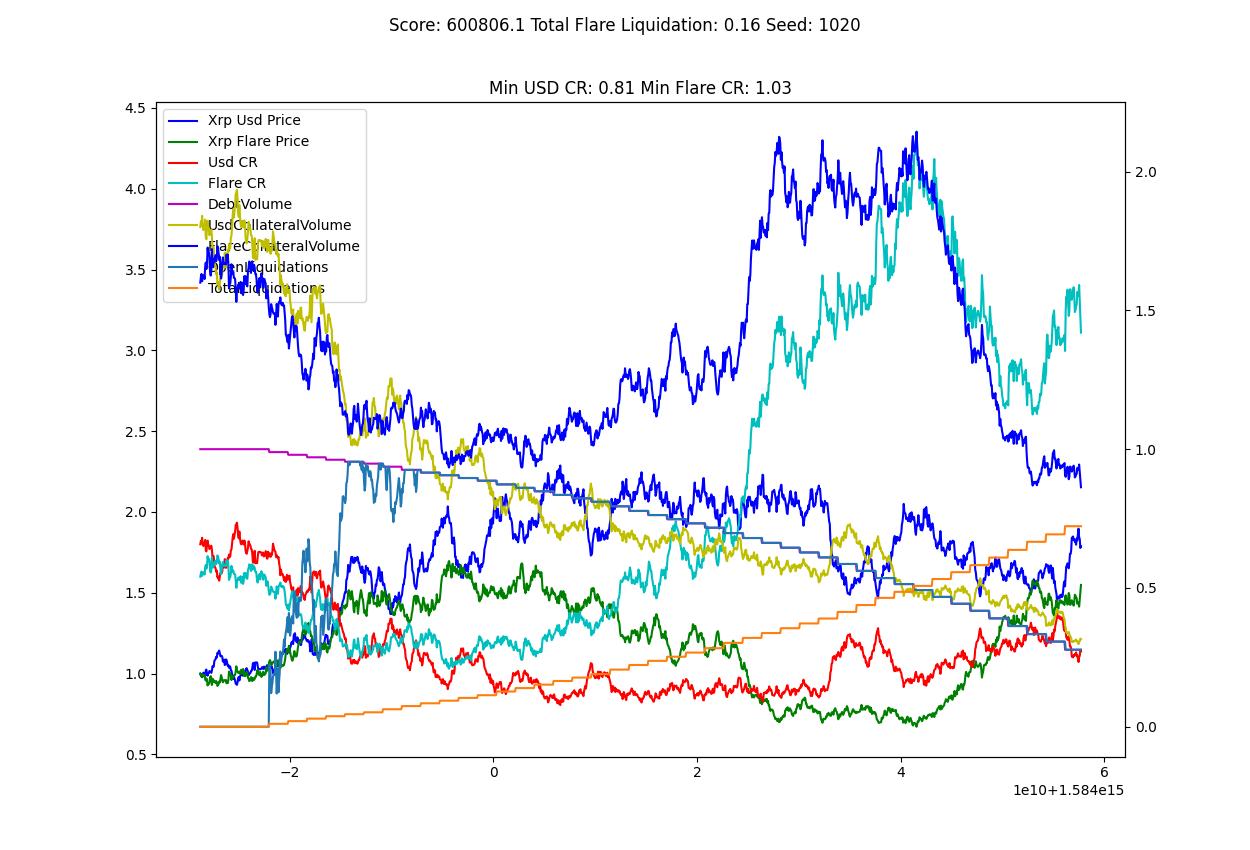 Score: 600806.1 Total Flare Liquidation: 0.16 Seed: 1020
Min USD CR: 0.81 Min Flare CR: 1.03
Xrp Usd Price
Xrp Flare Price
Usd CR
Flare CR
Debt Volume
UsdCollateralVolume
FlareCollateralVolume
OpenLiquidations
TotalLiquidations
4.5
4.0
3.5
3.0
2.5
2.0
1.5
1.0
0.5
2.0
1.5
1.0
0.5
0.0
−2
0
2
4
6
1e10+1.584e15